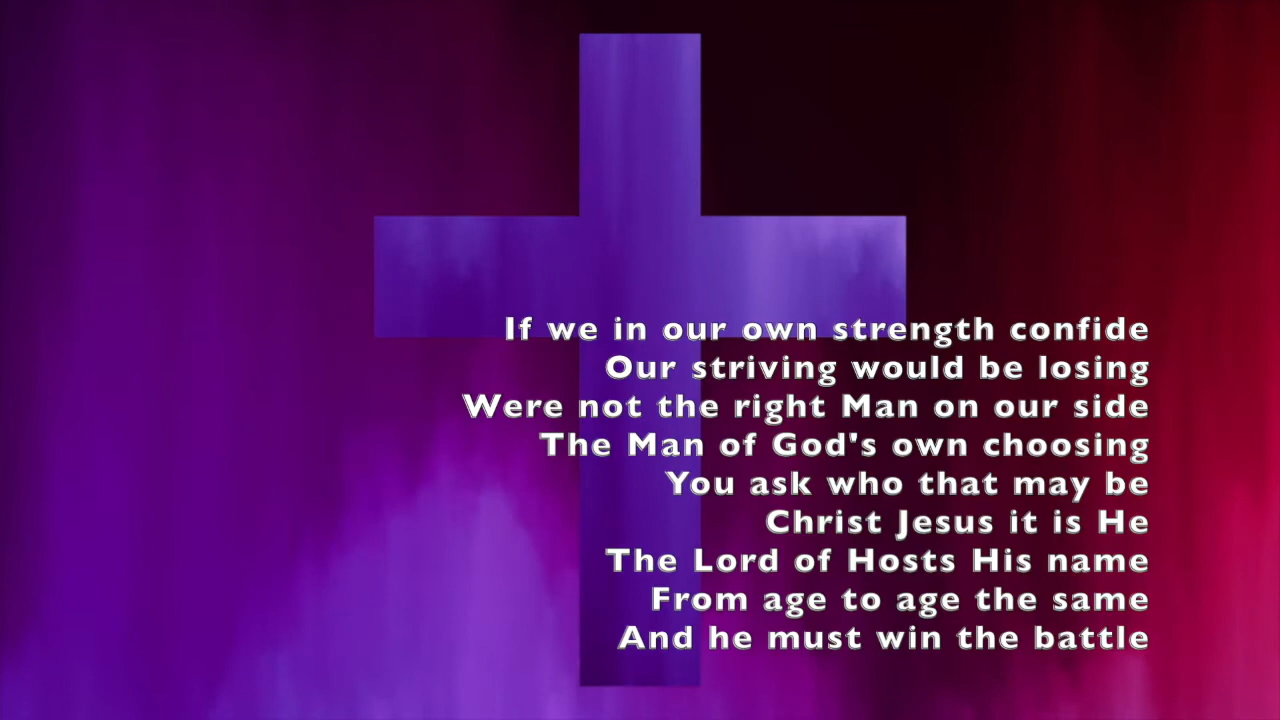 If we in our own strength confide
Our striving would be losing
Were not the right Man on our side
The Man of God's own choosing
You ask who that may be
Christ Jesus it is He
The Lord of Hosts His name
From age to age the same
And he must win the battle